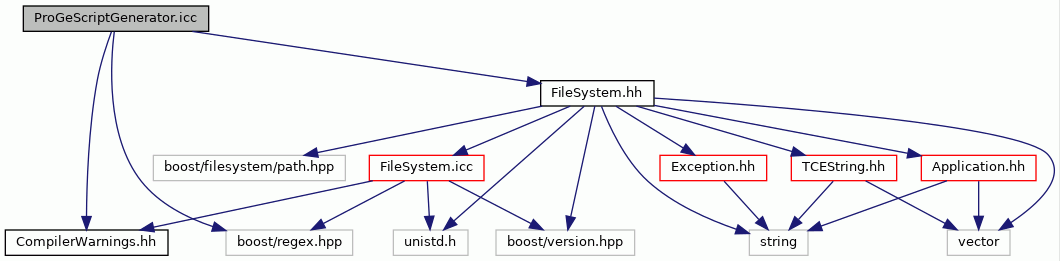 ProGeScriptGenerator.icc
FileSystem.hh
boost/filesystem/path.hpp
FileSystem.icc
Exception.hh
TCEString.hh
Application.hh
CompilerWarnings.hh
boost/regex.hpp
unistd.h
boost/version.hpp
string
vector